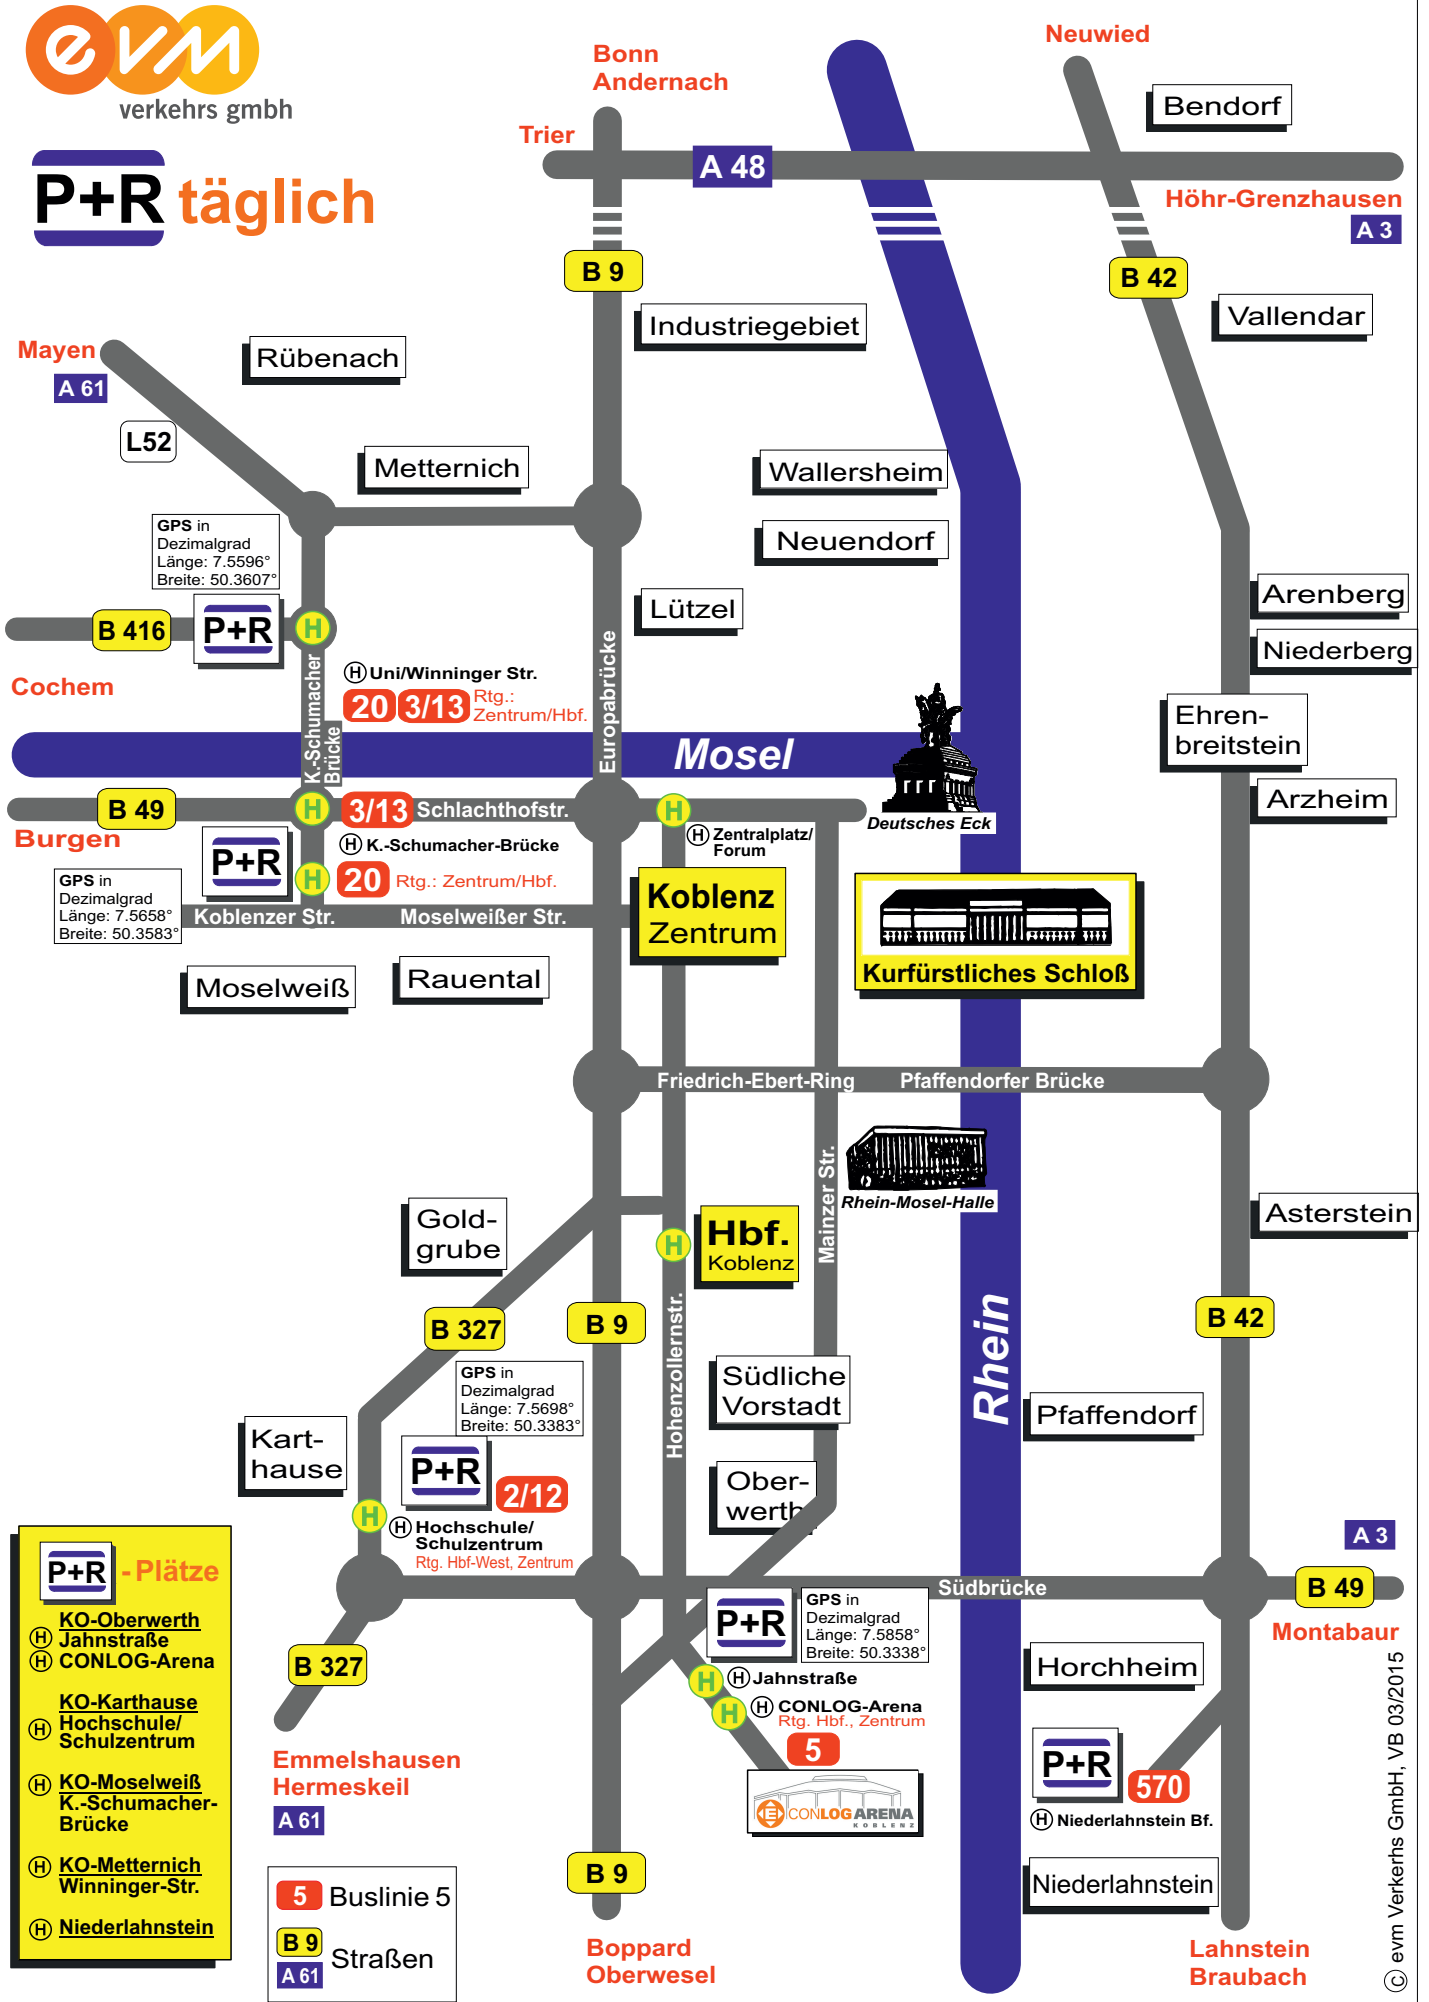 evm
verkehrs gmbh
P+R täglich
Bonn
Andernach
Neuwied
Trier
Bendorf
A 48
Höhr-Grenzhausen
A 3
B 9
B 42
Industriegebiet
Vallendar
Mayen
A 61
Rübenach
L52
Metternich
Wallersheim
Neuendorf
GPS in
Dezimalgrad
Länge: 7.5596°
Breite: 50.3607°
B 416
P+R
H
Cochem
Lützel
Arenberg
Niederberg
H Uni/Winninger Str.
20 3/13 Rtg.:
Zentrum/Hbf.
K.-Schumacher
Brücke
Europabrücke
Mosel
Ehren-
breitstein
Arzheim
Deutsches Eck
B 49
H
3/13 Schlachthofstr.
H
Burgen
P+R
H K.-Schumacher-Brücke
H
20 Rtg.: Zentrum/Hbf.
H Zentralplatz/
Forum
GPS in
Dezimalgrad
Länge: 7.5658°
Breite: 50.3583°
Koblenzer Str.
Moselweißer Str.
Koblenz
Zentrum
Kurfürstliches Schloß
Moselweiß
Rauental
Friedrich-Ebert-Ring
Pfaffendorfer Brücke
Mainzer Str.
Rhein-Mosel-Halle
Gold-
grube
H
Hbf.
Koblenz
Asterstein
B 327
B 9
B 42
Hohenzollernstr.
Rhein
GPS in
Dezimalgrad
Länge: 7.5698°
Breite: 50.3383°
Südliche
Vorstadt
Pfaffendorf
Kart-
hause
P+R
2/12
H
H Hochschule/
Schulzentrum
Rtg. Hbf-West, Zentrum
Ober-
werth
A 3
Südbrücke
B 49
Montabaur
P+R
GPS in
Dezimalgrad
Länge: 7.5858°
Breite: 50.3338°
B 327
H
H Jahnstraße
H
H CONLOG-Arena
Rtg. Hbf., Zentrum
5
CONLOG ARENA
KOBLENZ
Horchheim
P+R
570
H Niederlahnstein Bf.
Niederlahnstein
Emmelshausen
Hermeskeil
A 61
B 9
Boppard
Oberwesel
Lahnstein
Braubach
P+R - Plätze
KO-Oberwerth
H Jahnstraße
H CONLOG-Arena
KO-Karthause
H Hochschule/
Schulzentrum
H KO-Moselweiß
K.-Schumacher-
Brücke
H KO-Metternich
Winninger-Str.
H Niederlahnstein
5 Buslinie 5
B 9
A 61
Straßen
© evm Verkerhs GmbH, VB 03/2015